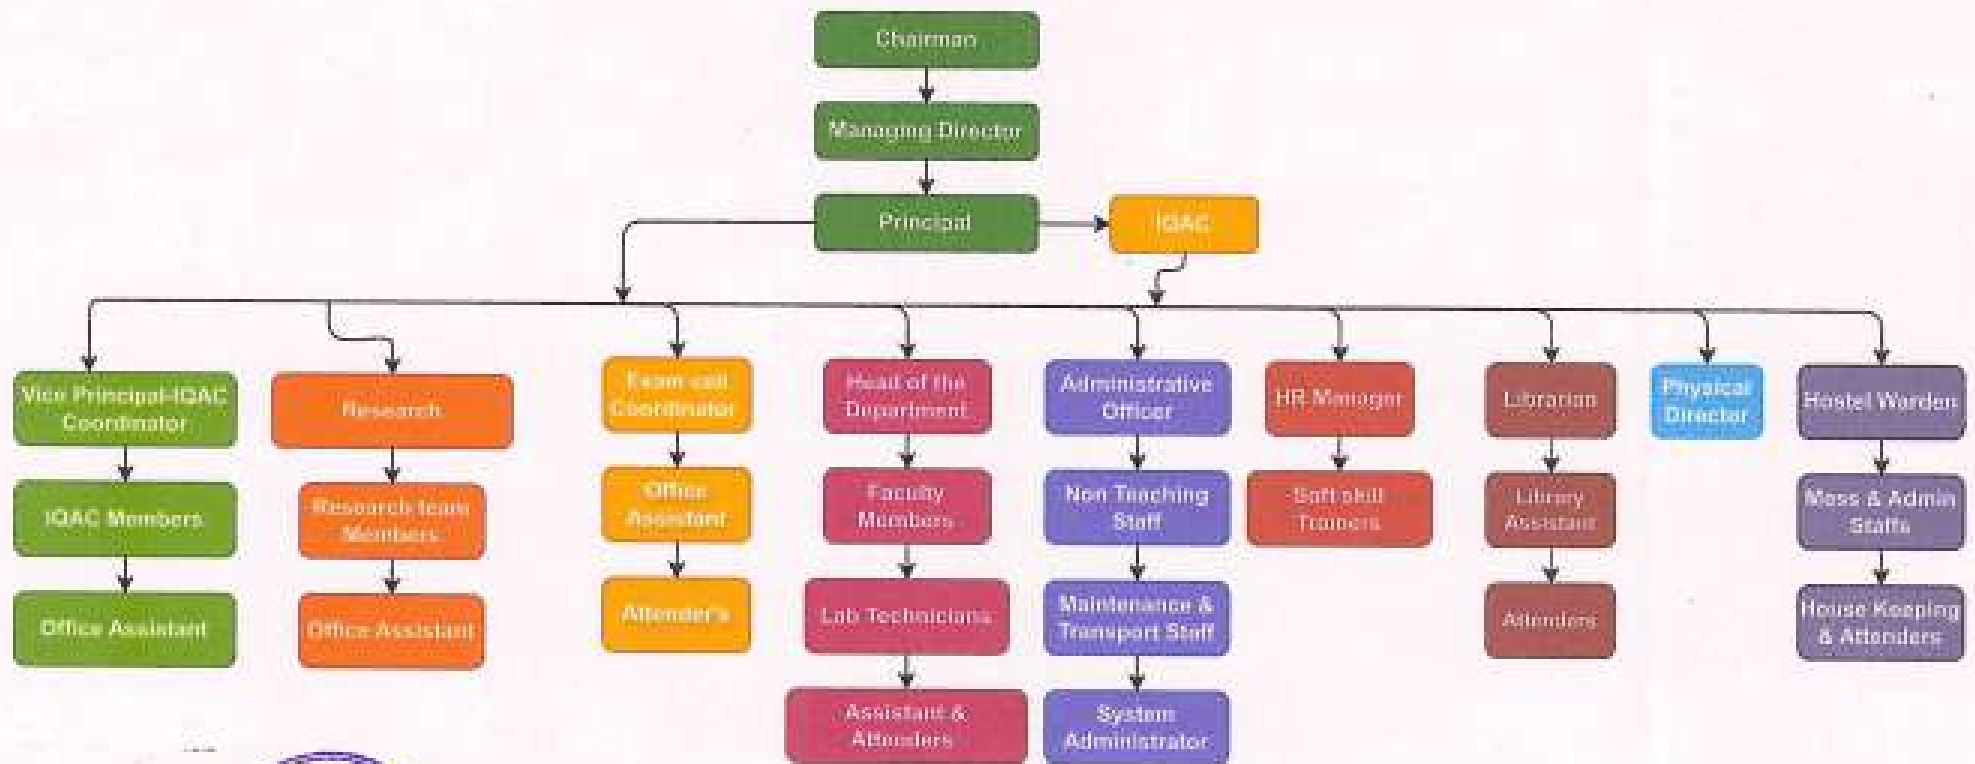 Chairman
Managing Director
Principal
IQAC
Vice Principal-IQAC
Coordinator
IQAC Members
Office Assistant
Research
Research team
Members
Office Assistant
Exam cell
Coordinator
Office
Assistant
Attender's
Head of the
Department
Faculty
Members
Lab Technicians
Assistant &
Attenders
Administrative
Officer
Non Teaching
Staff
Maintenance &
Transport Staff
System
Administrator
HR Manager
Soft skill
Trainers
Librarian
Library
Assistant
Attenders
Physical
Director
Hostel Warden
Mess & Admin
Staffs
House Keeping
& Attenders